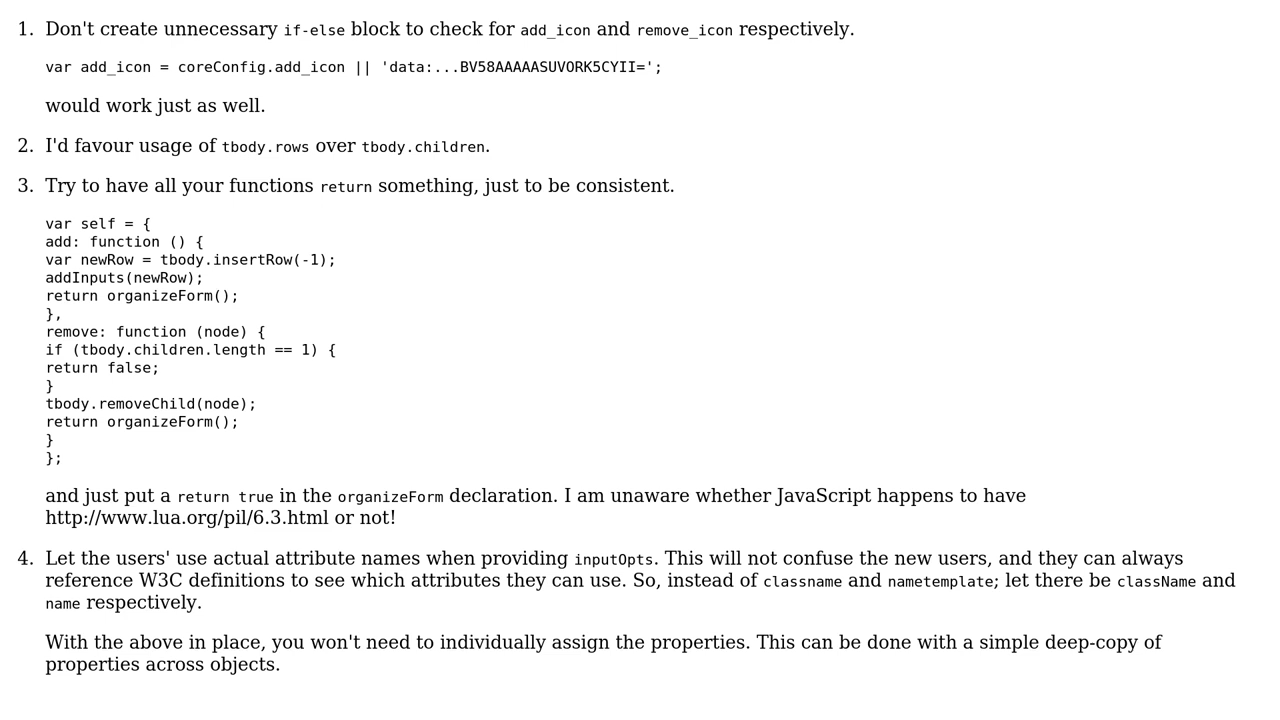 1. Don't create unnecessary if-else block to check for add_icon and remove_icon respectively.
var add_icon = coreConfig.add_icon || 'data:...BV58AAAAASUVORK5CYII=';
would work just as well.
2. I'd favour usage of tbody.rows over tbody.children.
3. Try to have all your functions return something, just to be consistent.
var self = {
add: function () {
var newRow = tbody.insertRow(-1);
addInputs(newRow);
return organizeForm();
},
remove: function (node) {
if (tbody.children.length == 1) {
return false;
}
tbody.removeChild(node);
return organizeForm();
}
};
and just put a return true in the organizeForm declaration. I am unaware whether JavaScript happens to have
http://www.lua.org/pil/6.3.html or not!
4. Let the users' use actual attribute names when providing inputOpts. This will not confuse the new users, and they can always
reference W3C definitions to see which attributes they can use. So, instead of classname and nametemplate; let there be className and
name respectively.
With the above in place, you won't need to individually assign the properties. This can be done with a simple deep-copy of
properties across objects.